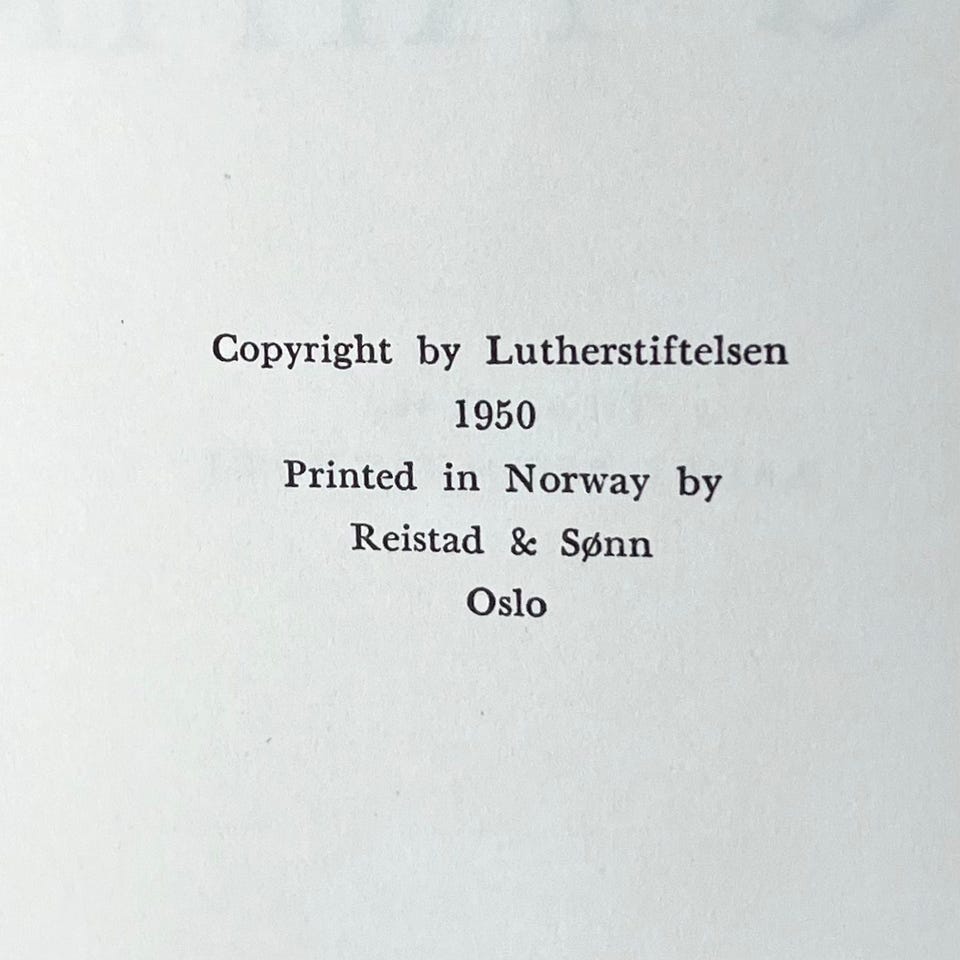 Copyright by Lutherstiftelsen
1950
Printed in Norway by
Reistad & Sønn
Oslo